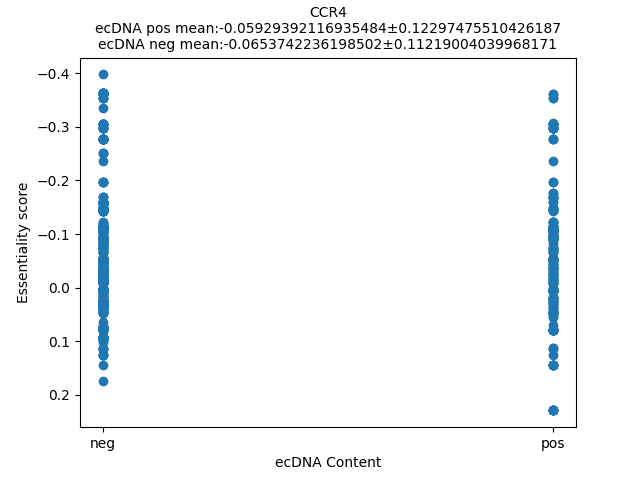 CCR4
ecDNA pos mean:-0.05929392116935484±0.12297475510426187
ecDNA neg mean:-0.0653742236198502±0.11219004039968171
−0.4
−0.3
−0.2
−0.1
0.0
0.1
0.2
Essentiality score
neg
pos
ecDNA Content